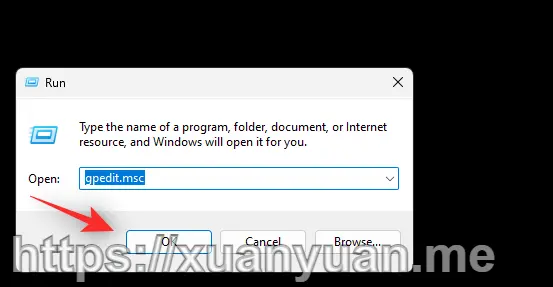 Run
Type the name of a program, folder, document, or Internet
resource, and Windows will open it for you.
Open: gpedit.msc
OK Cancel Browse...
https://xuanyuan.me